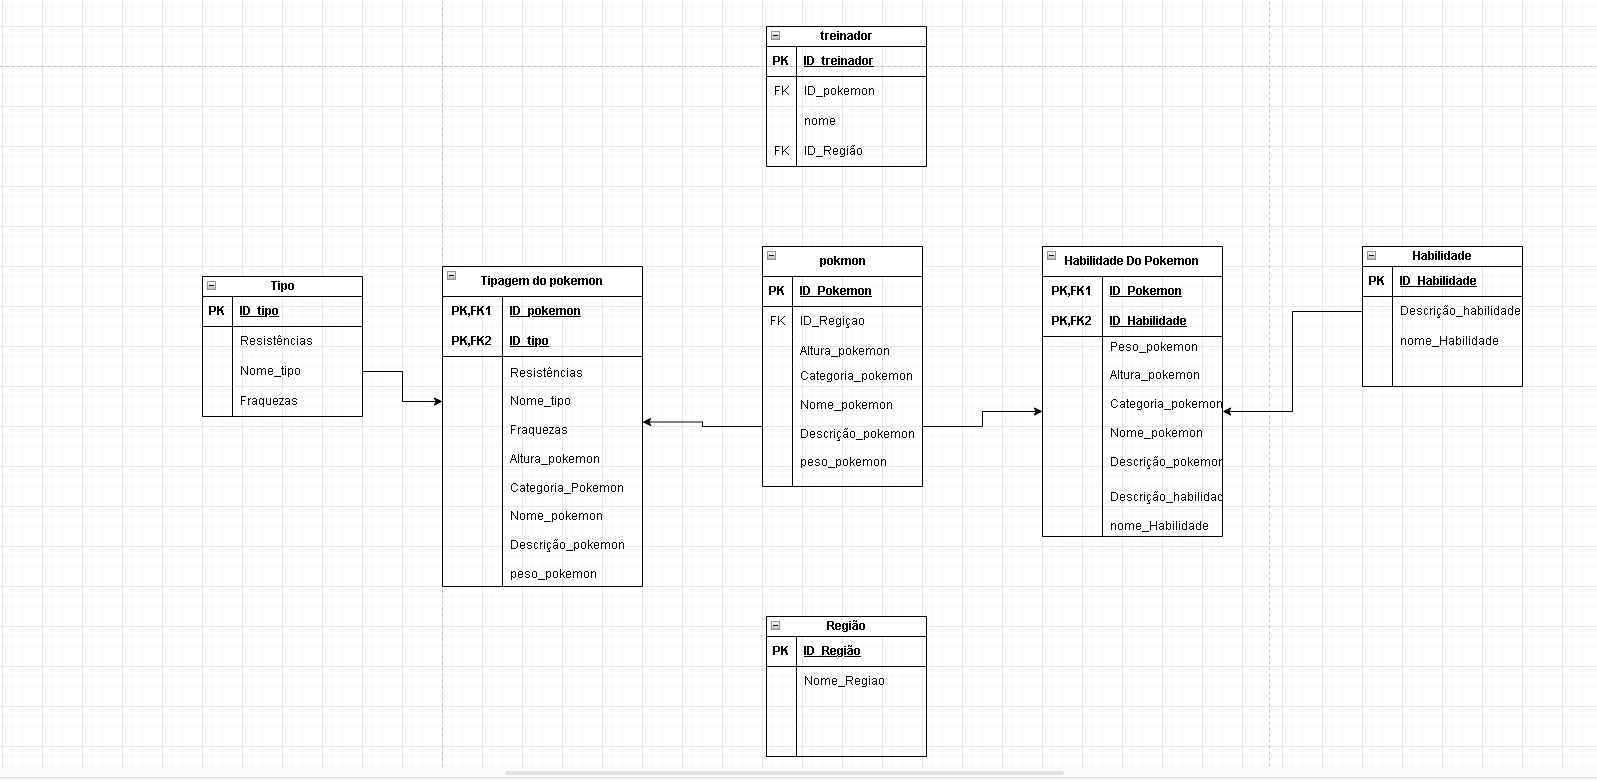 treinador
PK ID_treinador
FK ID_pokemon
nome
FK ID_Região
Tipo
PK ID_tipo
Resistências
Nome_tipo
Fraquezas
Tipagem do pokemon
PK,FK1 ID_pokemon
PK,FK2 ID_tipo
Resistências
Nome_tipo
Fraquezas
Altura_pokemon
Categoria_Pokemon
Nome_pokemon
Descrição_pokemon
peso_pokemon
pokmon
PK ID_Pokemon
FK ID_Regiçao
Altura_pokemon
Categoria_pokemon
Nome_pokemon
Descrição_pokemon
peso_pokemon
Habilidade Do Pokemon
PK,FK1 ID_Pokemon
PK,FK2 ID_Habilidade
Peso_pokemon
Altura_pokemon
Categoria_pokemon
Nome_pokemon
Descrição_pokemon
Descrição_habilidad
nome_Habilidade
Habilidade
PK ID_Habilidade
Descrição_habilidade
nome_Habilidade
Região
PK ID_Região
Nome_Regiao